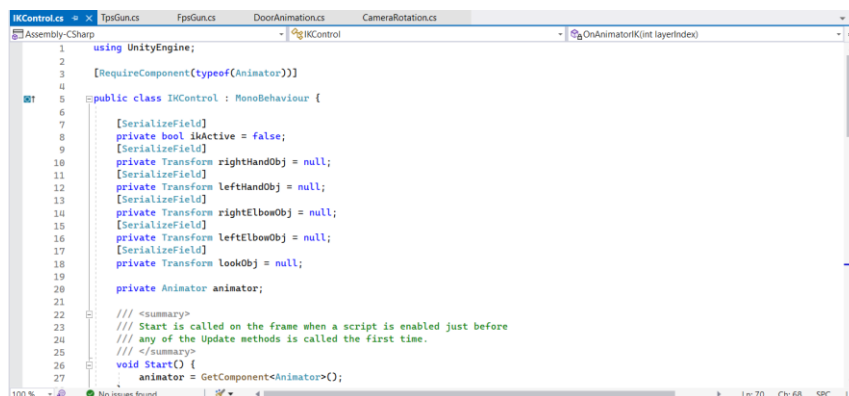 IKControl.cs TpsGun.cs FpsGun.cs DoorAnimation.cs CameraRotation.cs
Assembly-CSharp IKControl OnAnimatorIK(int layerIndex)
1 using UnityEngine;
2
3 [RequireComponent(typeof(Animator))]
4
5 public class IKControl : MonoBehaviour {
6
7 [SerializeField]
8 private bool ikActive = false;
9 [SerializeField]
10 private Transform rightHandObj = null;
11 [SerializeField]
12 private Transform leftHandObj = null;
13 [SerializeField]
14 private Transform rightElbowObj = null;
15 [SerializeField]
16 private Transform leftElbowObj = null;
17 [SerializeField]
18 private Transform lookObj = null;
19
20 private Animator animator;
21
22 /// <summary>
23 /// Start is called on the frame when a script is enabled just before
24 /// any of the Update methods is called the first time.
25 /// </summary>
26 void Start() {
27 animator = GetComponent<Animator>();
100 % No issues found Ln: 70 Ch: 68 SPC